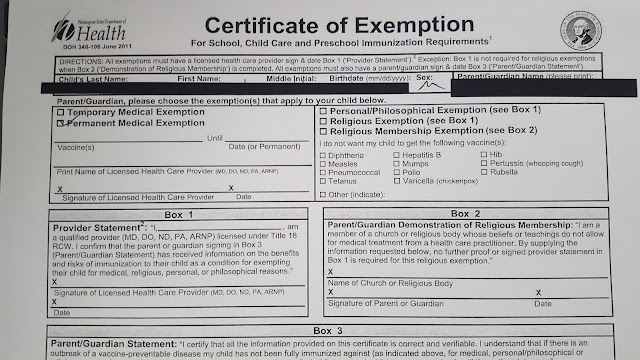 Washington State Department of
Health
DOH 348-106 June 2011
Certificate of Exemption
For School, Child Care and Preschool Immunization Requirements1
DIRECTIONS: All exemptions must have a licensed health care provider sign & date Box 1 ('Provider Statement').2 Exception: Box 1 is not required for religious exemptions
when Box 2 ('Demonstration of Religious Membership') is completed. All exemptions must also have a parent/guardian sign & date Box 3 ('Parent/Guardian Statement').
Child's Last Name: First Name: Middle Initial: Birthdate (mm/dd/yyyy): Sex: Parent/Guardian Name (please print):
Parent/Guardian, please choose the exemption(s) that apply to your child below.
Temporary Medical Exemption
Permanent Medical Exemption
Until
Vaccine(s) Date (or Permanent)
Print Name of Licensed Health Care Provider (MD, DO, ND, PA, ARNP)
X X
Signature of Licensed Health Care Provider Date
Personal/Philosophical Exemption (see Box 1)
Religious Exemption (see Box 1)
Religious Membership Exemption (see Box 2)
I do not want my child to get the following vaccine(s):
Diphtheria Hepatitis B Hib
Measles Mumps Pertussis (whooping cough)
Pneumococcal Polio Rubella
Tetanus Varicella (chickenpox)
Other (indicate):
Box 1
Provider Statement2: "I, , am
a qualified provider (MD, DO, ND, PA, ARNP) licensed under Title 18
RCW. I confirm that the parent or guardian signing in Box 3
(Parent/Guardian Statement) has received information on the benefits
and risks of immunization to their child as a condition for exempting
their child for medical, religious, personal, or philosophical reasons."
X
Signature of Licensed Health Care Provider (MD, DO, ND, PA, ARNP)
X
Date
Box 2
Parent/Guardian Demonstration of Religious Membership: "I am a
member of a church or religious body whose beliefs or teachings do not allow
for medical treatment from a health care practitioner. By supplying the
information requested below, no further proof or signed provider statement in
Box 1 is required for this religious exemption."
X
Name of Church or Religious Body
X X
Signature of Parent or Guardian Date
Box 3
Parent/Guardian Statement: "I certify that all the information provided on this certificate is correct and verifiable. I understand that if there is an
outbreak of a vaccine-preventable disease my child has not been fully immunized against (as indicated above, for medical, personal/philosophical or